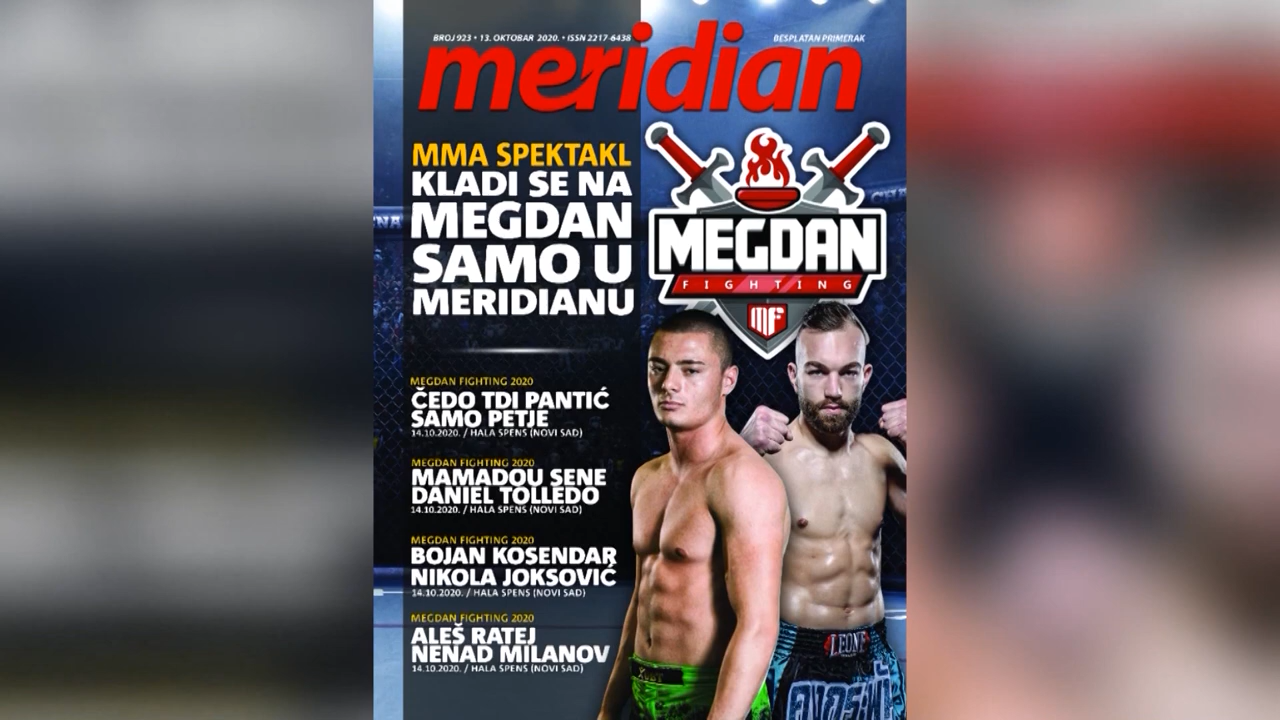 BROJ 923 • 13. OKTOBAR 2020. • ISSN 2217-6438
BESPLATAN PRIMERAK
meridian
MMA SPEKTAKL
KLADI SE NA
MEGDAN
SAMO U
MERIDIANU
MEGDAN
FIGHTING
MF
MEGDAN FIGHTING 2020
ČEDO TDI PANTIĆ
SAMO PETJE
14.10.2020. / HALA SPENS (NOVI SAD)
MEGDAN FIGHTING 2020
MAMADOU SENE
DANIEL TOLLEDO
14.10.2020. / HALA SPENS (NOVI SAD)
MEGDAN FIGHTING 2020
BOJAN KOSENDAR
NIKOLA JOKSOVIĆ
14.10.2020. / HALA SPENS (NOVI SAD)
MEGDAN FIGHTING 2020
ALEŠ RATEJ
NENAD MILANOV
14.10.2020. / HALA SPENS (NOVI SAD)
LEONE